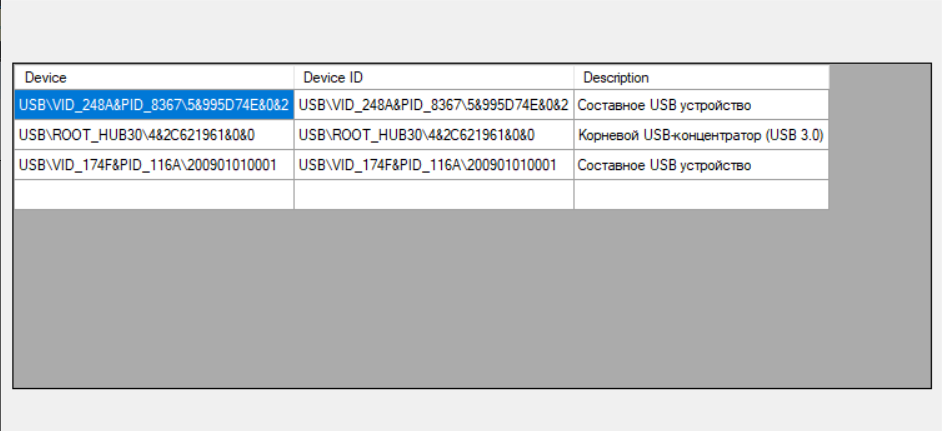 Device Device ID Description
USB\VID_248A&PID_8367\5&995D74E&0&2 USB\VID_248A&PID_8367\5&995D74E&0&2 Составное USB устройство
USB\ROOT_HUB30\4&2C621961&0&0 USB\ROOT_HUB30\4&2C621961&0&0 Корневой USB-концентратор (USB 3.0)
USB\VID_174F&PID_116A\200901010001 USB\VID_174F&PID_116A\200901010001 Составное USB устройство